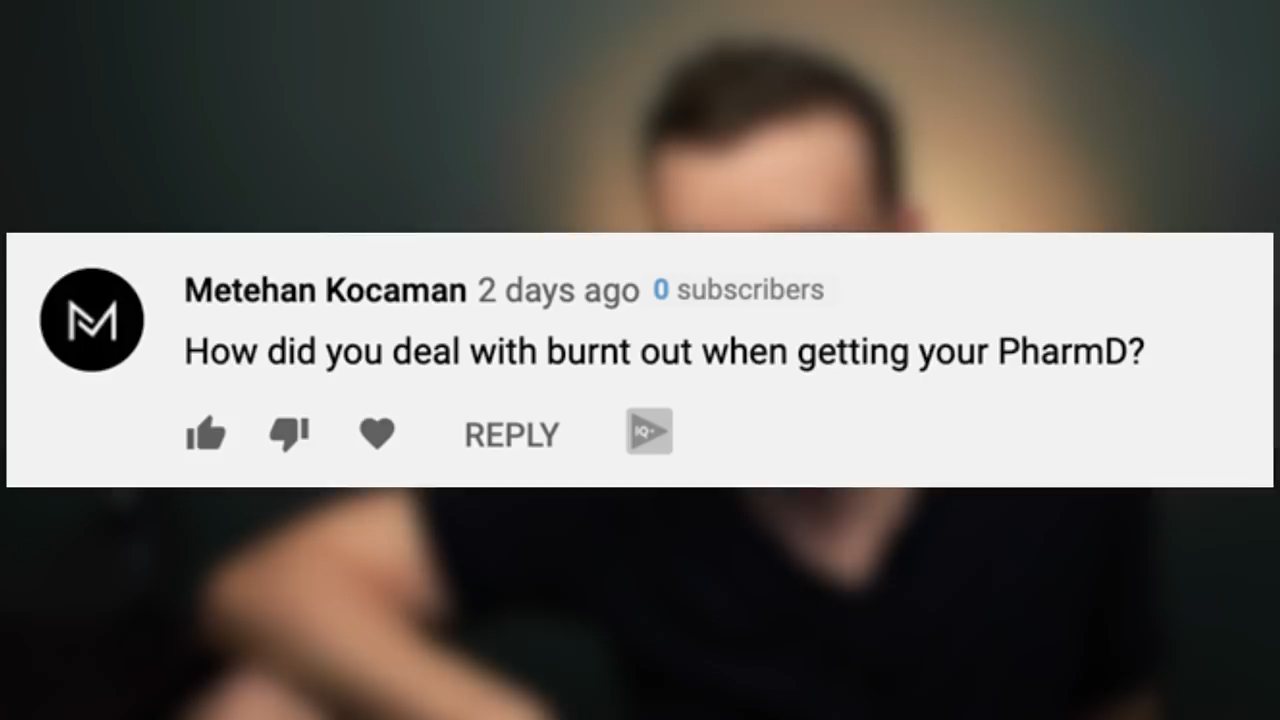 Metehan Kocaman 2 days ago 0 subscribers
How did you deal with burnt out when getting your PharmD?
REPLY
IQ